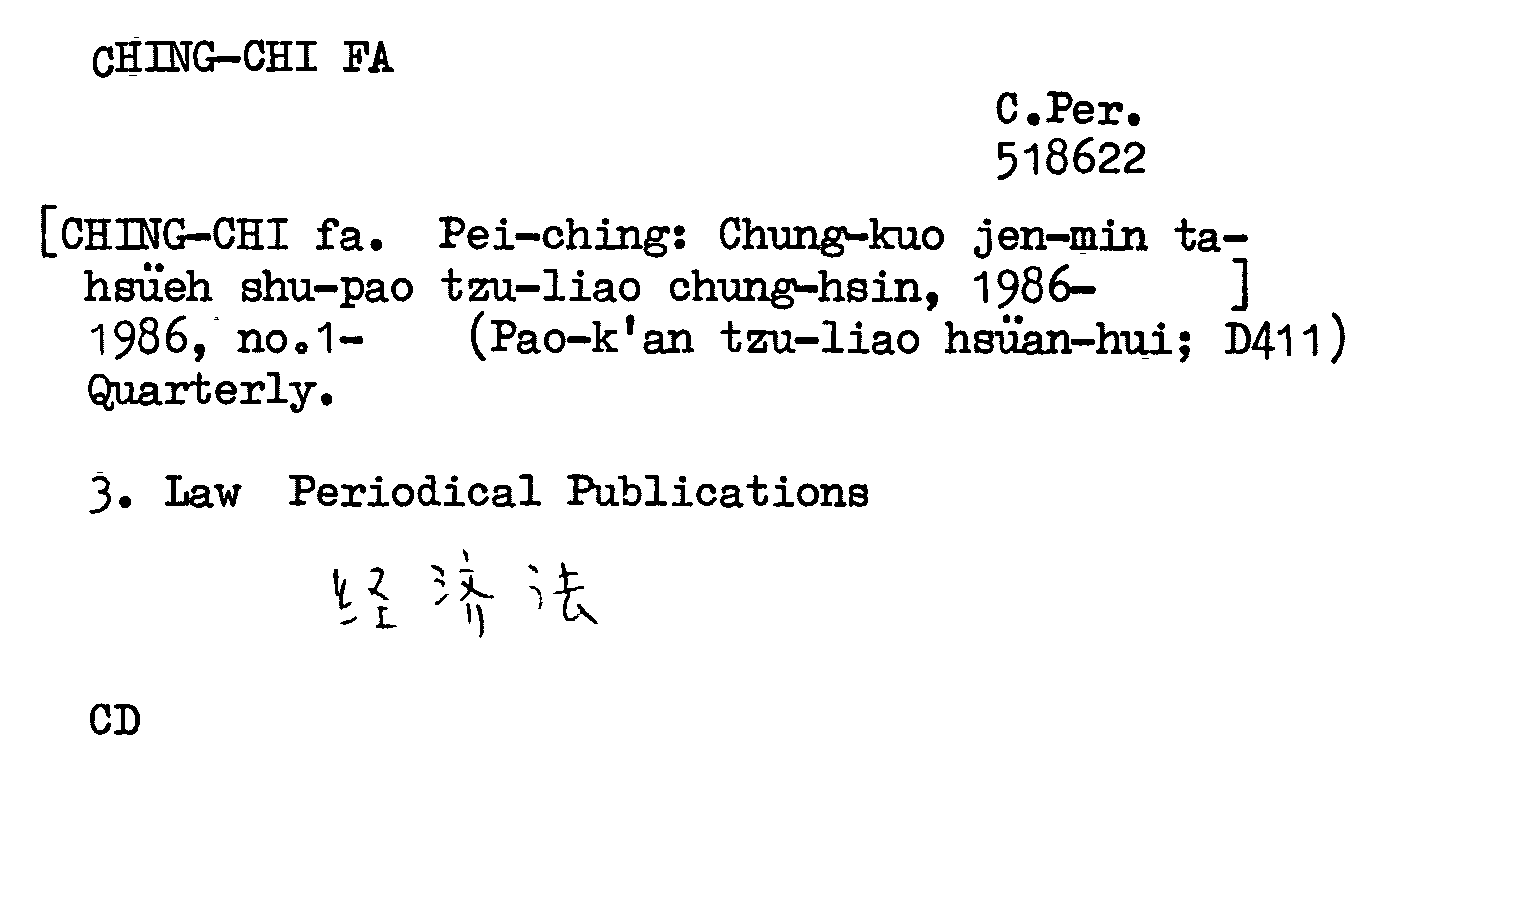 CHING-CHI FA
C.Per.
518622
[CHING-CHI fa.  Pei-ching: Chung-kuo jen-min ta-
hsüeh shu-pao tzu-liao chung-hsin, 1986-      ]
1986, no.1-      (Pao-k'an tzu-liao hsüan-hui; D411)
Quarterly.
3. Law  Periodical Publications
经济法
CD